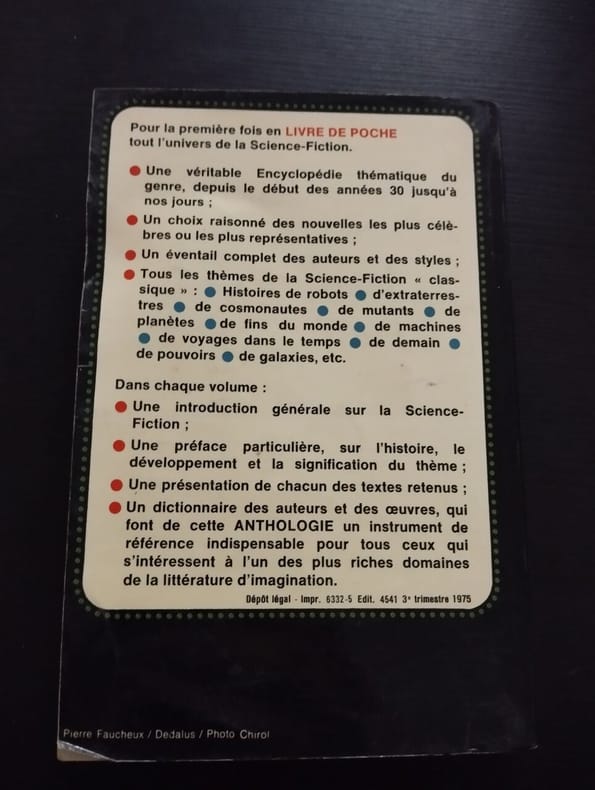 Pour la première fois en LIVRE DE POCHE
tout l'univers de la Science-Fiction.
● Une véritable Encyclopédie thématique du
genre, depuis le début des années 30 jusqu'à
nos jours ;
● Un choix raisonné des nouvelles les plus célè-
bres ou les plus représentatives ;
● Un éventail complet des auteurs et des styles ;
● Tous les thèmes de la Science-Fiction « clas-
sique » : ● Histoires de robots ● d'extraterres-
tres ● de cosmonautes ● de mutants ● de
planètes ● de fins du monde ● de machines
● de voyages dans le temps ● de demain ●
de pouvoirs ● de galaxies, etc.
Dans chaque volume :
● Une introduction générale sur la Science-
Fiction ;
● Une préface particulière, sur l'histoire, le
développement et la signification du thème ;
● Une présentation de chacun des textes retenus ;
● Un dictionnaire des auteurs et des œuvres, qui
font de cette ANTHOLOGIE un instrument de
référence indispensable pour tous ceux qui
s'intéressent à l'un des plus riches domaines
de la littérature d'imagination.
Dépôt légal - Impr. 6332-5 Edit. 4541 3e trimestre 1975
Pierre Faucheux / Dedalus / Photo Chirol